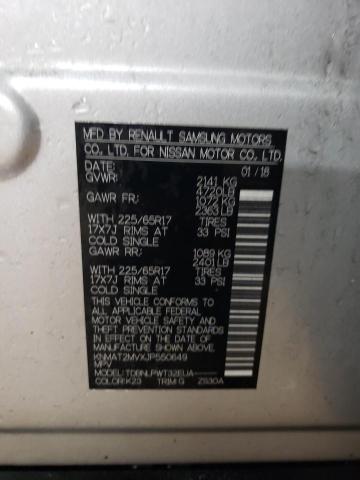 MFD BY RENAULT SAMSUNG MOTORS
CO., LTD. FOR NISSAN MOTOR CO., LTD.
DATE: 01 / 18
GVWR: 2141 KG
4720LB
GAWR FR: 1072 KG
2363 LB
WITH 225/65R17 TIRES
17X7J RIMS AT 33 PSI
COLD SINGLE
GAWR RR: 1089 KG
2401 LB
WITH 225/65R17 TIRES
17X7J RIMS AT 33 PSI
COLD SINGLE
THIS VEHICLE CONFORMS TO
ALL APPLICABLE FEDERAL
MOTOR VEHICLE SAFETY AND
THEFT PREVENTION STANDARDS
IN EFFECT ON THE DATE OF
MANUFACTURE SHOWN ABOVE.
KNMAT2MVXJP550649
MPV
MODEL: TDBNLPWT32EUA-----
COLOR:K23 TRIM:G ZS30A